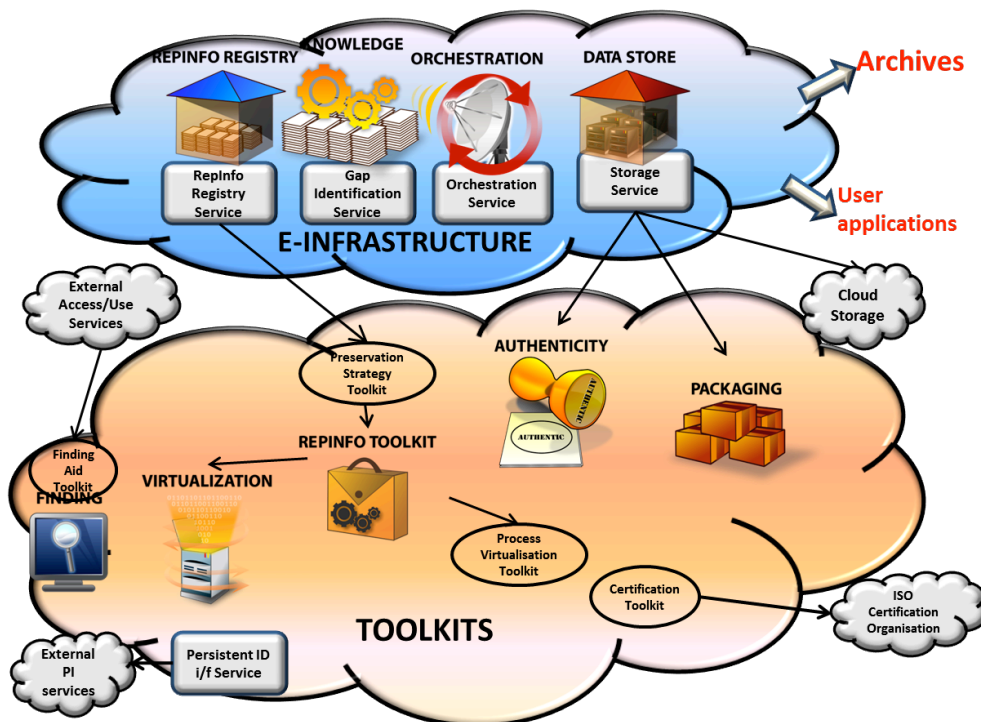 KNOWLEDGE
REPINFO REGISTRY
ORCHESTRATION
DATA STORE
Archives
RepInfo
Registry
Service
Gap
Identification
Service
Orchestration
Service
Storage
Service
User
applications
E-INFRASTRUCTURE
External
Access/Use
Services
Cloud
Storage
Preservation
Strategy
Toolkit
AUTHENTICITY
AUTHENTIC
AUTHENTIC
PACKAGING
REPINFO TOOLKIT
Finding
Aid Toolkit
FINDING
VIRTUALIZATION
Process
Virtualisation
Toolkit
Certification
Toolkit
ISO
Certification
Organisation
TOOLKITS
External
PI
services
Persistent ID
i/f Service